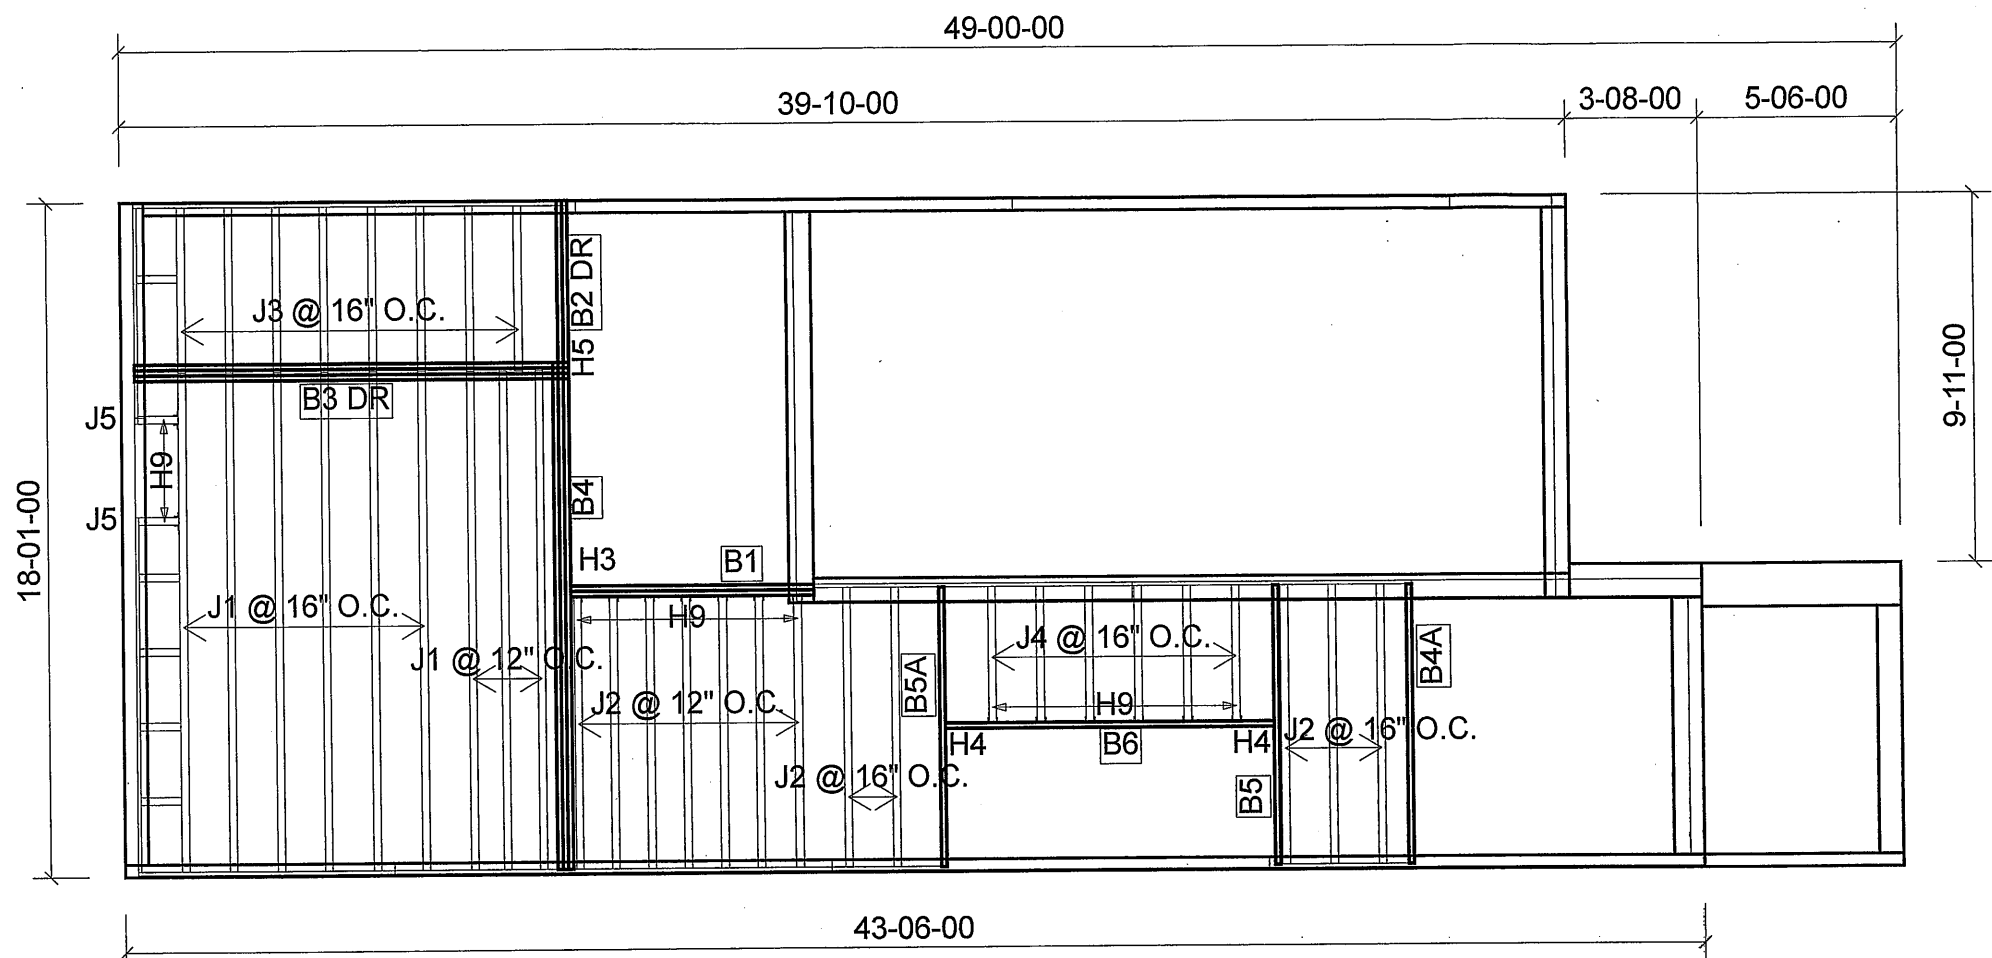 49-00-00
39-10-00
3-08-00
5-06-00
B2 DR
J3 @ 16" O.C.
H5
9-11-00
B3 DR
J5
H9
B4
J5
18-01-00
H3
B1
J1 @ 16" O.C.
H9
J4 @ 16" O.C.
J1 @ 12" O.C.
B5A
B4A
J2 @ 12" O.C.
H9
J2 @ 16" O.C.
H4
B6
H4
J2 @ 16" O.C.
B5
43-06-00